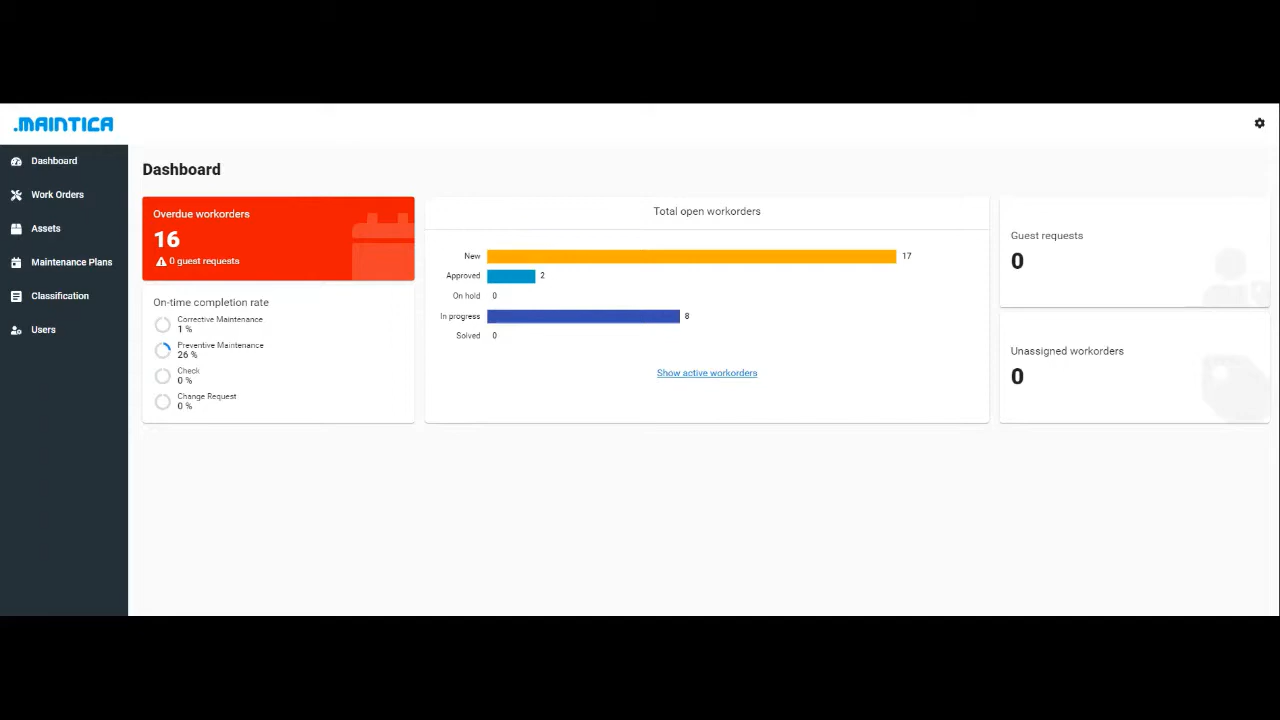 .MAINTICA
Dashboard
Work Orders
Assets
Maintenance Plans
Classification
Users
Dashboard
Overdue workorders
16
0 guest requests
On-time completion rate
Corrective Maintenance
1 %
Preventive Maintenance
26 %
Check
0 %
Change Request
0 %
Total open workorders
New 17
Approved 2
On hold 0
In progress 8
Solved 0
Show active workorders
Guest requests
0
Unassigned workorders
0